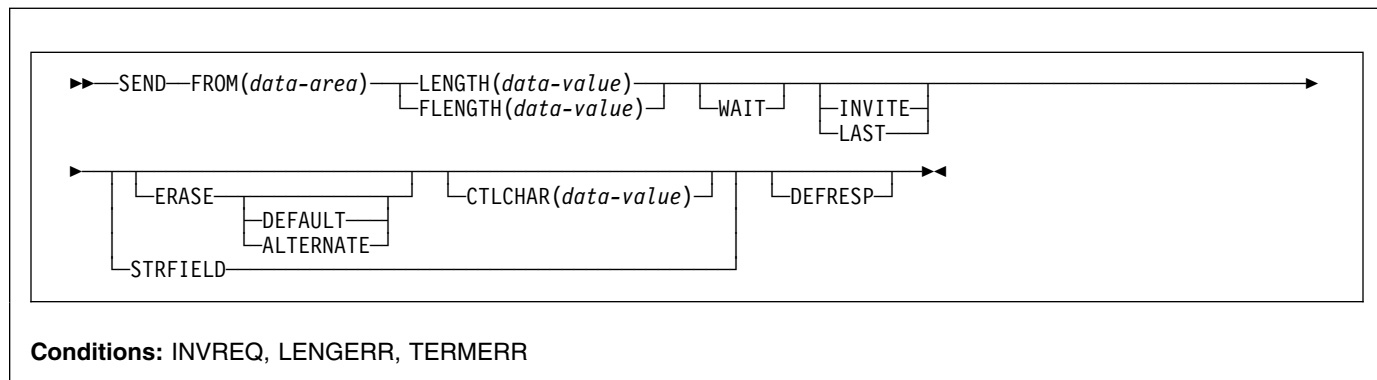 SEND FROM(data-area) LENGTH(data-value) WAIT INVITE
FLENGTH(data-value) LAST
ERASE DEFAULT ALTERNATE CTLCHAR(data-value) DEFRESP
STRFIELD
Conditions: INVREQ, LENGERR, TERMERR